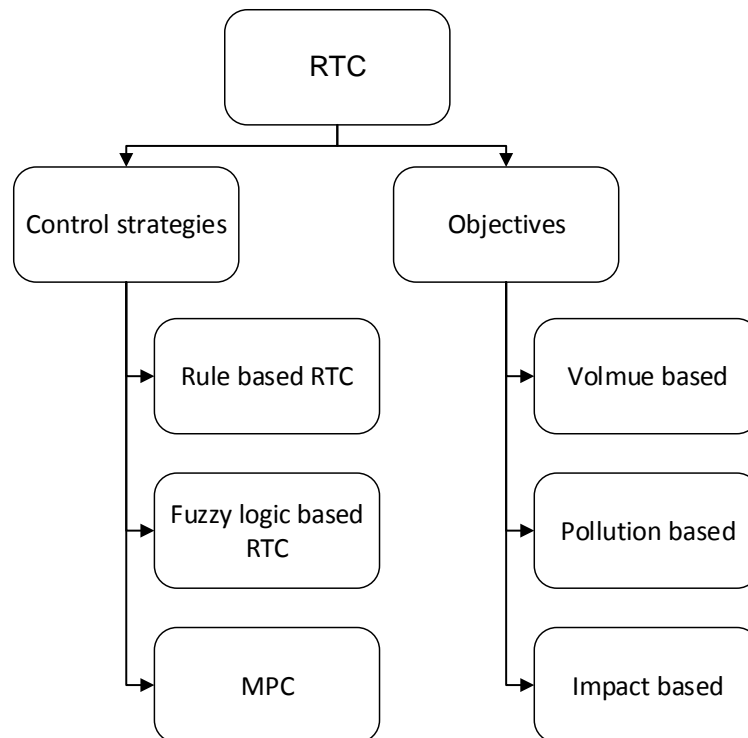 RTC
Control strategies
Objectives
Rule based RTC
Volmue based
Fuzzy logic based
RTC
Pollution based
MPC
Impact based